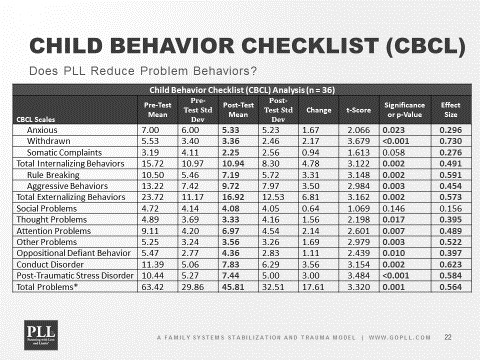 CHILD BEHAVIOR CHECKLIST (CBCL)
Does PLL Reduce Problem Behaviors?
Child Behavior Checklist (CBCL) Analysis (n = 36)
CBCL Scales Pre-Test Mean Pre-Test Std Dev Post-Test Mean Post-Test Std Dev Change t-Score Significance or p-Value Effect Size
Anxious 7.00 6.00 5.33 5.23 1.67 2.066 0.023 0.296
Withdrawn 5.53 3.40 3.36 2.46 2.17 3.679 <0.001 0.730
Somatic Complaints 3.19 4.11 2.25 2.56 0.94 1.613 0.058 0.276
Total Internalizing Behaviors 15.72 10.97 10.94 8.30 4.78 3.122 0.002 0.491
Rule Breaking 10.50 5.46 7.19 5.72 3.31 3.148 0.002 0.591
Aggressive Behaviors 13.22 7.42 9.72 7.97 3.50 2.984 0.003 0.454
Total Externalizing Behaviors 23.72 11.17 16.92 12.53 6.81 3.162 0.002 0.573
Social Problems 4.72 4.14 4.08 4.05 0.64 1.069 0.146 0.156
Thought Problems 4.89 3.69 3.33 4.16 1.56 2.198 0.017 0.395
Attention Problems 9.11 4.20 6.97 4.54 2.14 2.601 0.007 0.489
Other Problems 5.25 3.24 3.56 3.26 1.69 2.979 0.003 0.522
Oppositional Defiant Behavior 5.47 2.77 4.36 2.83 1.11 2.439 0.010 0.397
Conduct Disorder 11.39 5.06 7.83 6.29 3.56 3.154 0.002 0.623
Post-Traumatic Stress Disorder 10.44 5.27 7.44 5.00 3.00 3.484 <0.001 0.584
Total Problems* 63.42 29.86 45.81 32.51 17.61 3.320 0.001 0.564
PLL
Parenting with Love and Limits
A FAMILY SYSTEMS STABILIZATION AND TRAUMA MODEL | WWW.GOPLL.COM 22